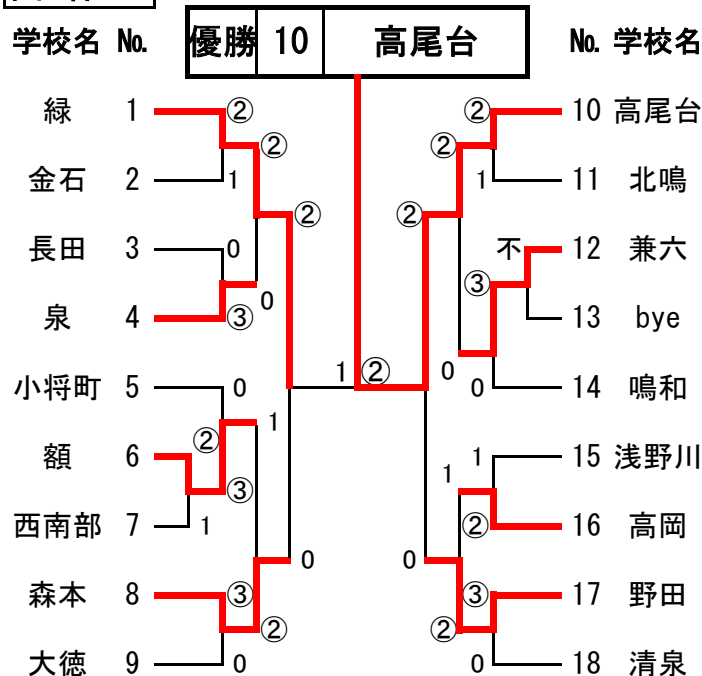 優勝 10 高尾台
学校名 No. No. 学校名
緑 1 ② ② 10 高尾台
② ②
金石 2 1 1 11 北鳴
② ②
長田 3 0 不 12 兼六
③
泉 4 ③ 0 13 bye
1 ② 0
小将町 5 0 0 14 鳴和
1
額 6 ② 1 1 15 浅野川
③
西南部 7 1 ② 16 高岡
0 0
森本 8 ③ ③ 17 野田
② ②
大徳 9 0 0 18 清泉